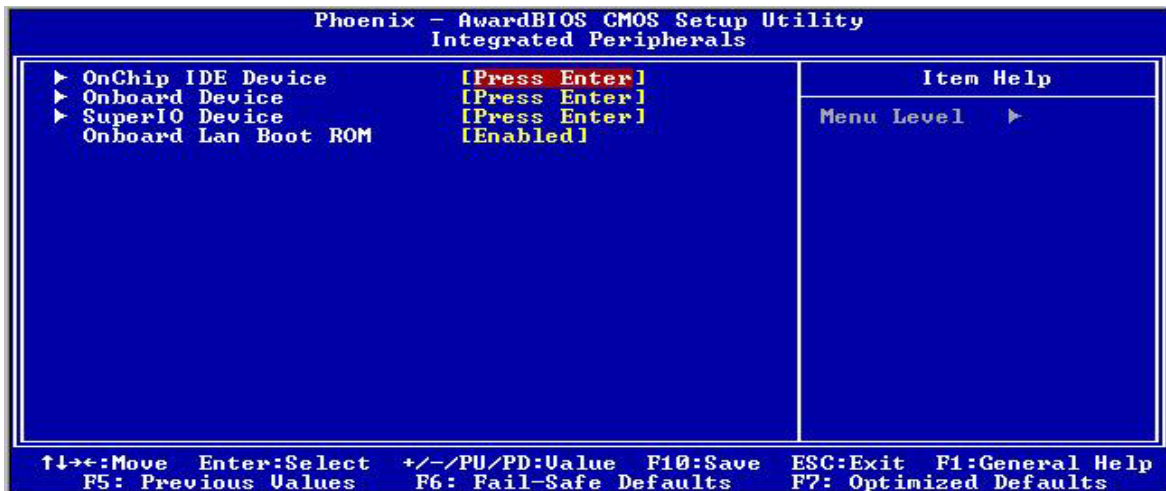 Phoenix - AwardBIOS CMOS Setup Utility
Integrated Peripherals
► OnChip IDE Device [Press Enter]
► Onboard Device [Press Enter]
► SuperIO Device [Press Enter]
Onboard Lan Boot ROM [Enabled]
Item Help
Menu Level ►
↑↓→←:Move Enter:Select +/-/PU/PD:Value F10:Save ESC:Exit F1:General Help
F5: Previous Values F6: Fail-Safe Defaults F7: Optimized Defaults